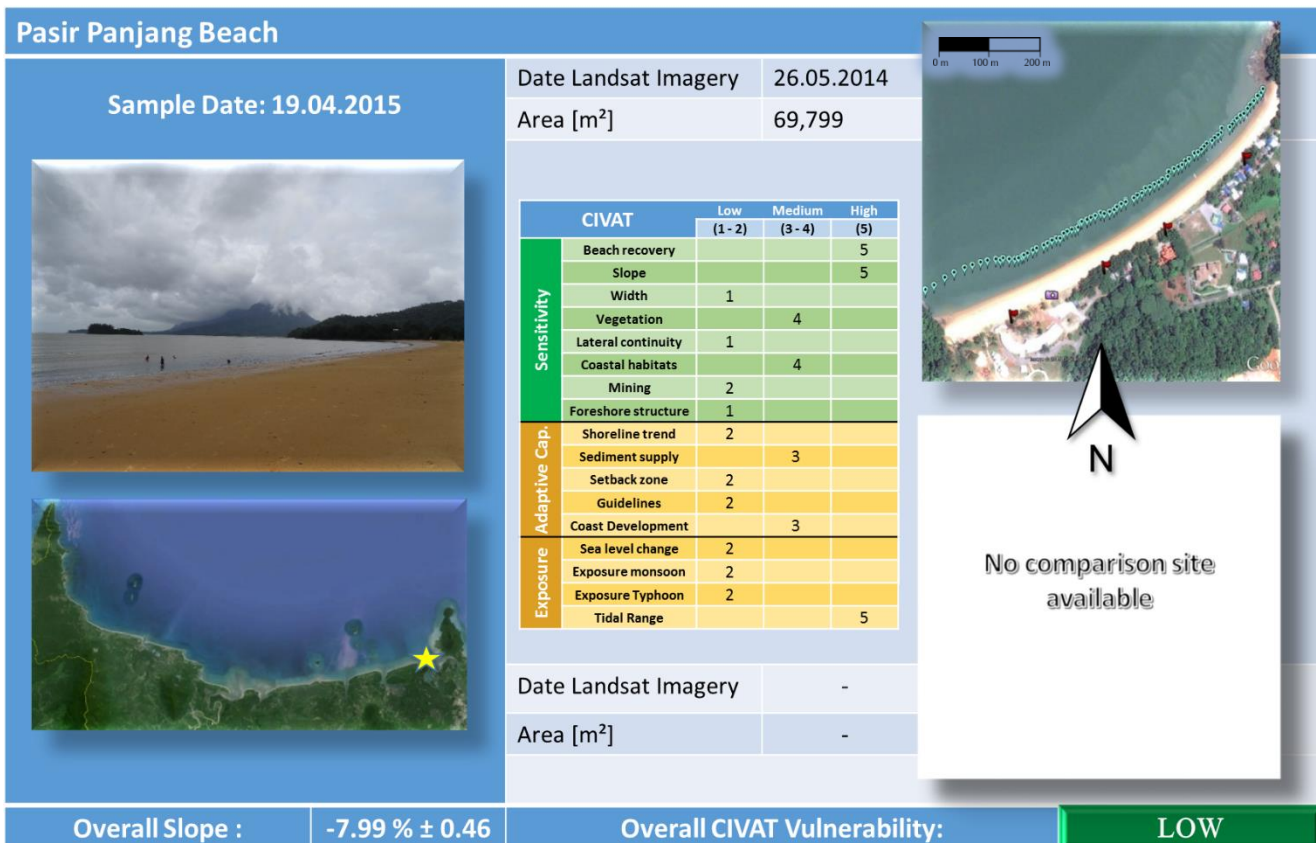 Pasir Panjang Beach
Sample Date: 19.04.2015
Date Landsat Imagery 26.05.2014
Area [m²] 69,799
0 m 100 m 200 m
CIVAT Low Medium High
(1 - 2) (3 - 4) (5)
Sensitivity
Beach recovery 5
Slope 5
Width 1
Vegetation 4
Lateral continuity 1
Coastal habitats 4
Mining 2
Foreshore structure 1
Adaptive Cap.
Shoreline trend 2
Sediment supply 3
Setback zone 2
Guidelines 2
Coast Development 3
Exposure
Sea level change 2
Exposure monsoon 2
Exposure Typhoon 2
Tidal Range 5
Goo
N
No comparison site
available
Date Landsat Imagery -
Area [m²] -
Overall Slope : -7.99 % ± 0.46 Overall CIVAT Vulnerability: LOW